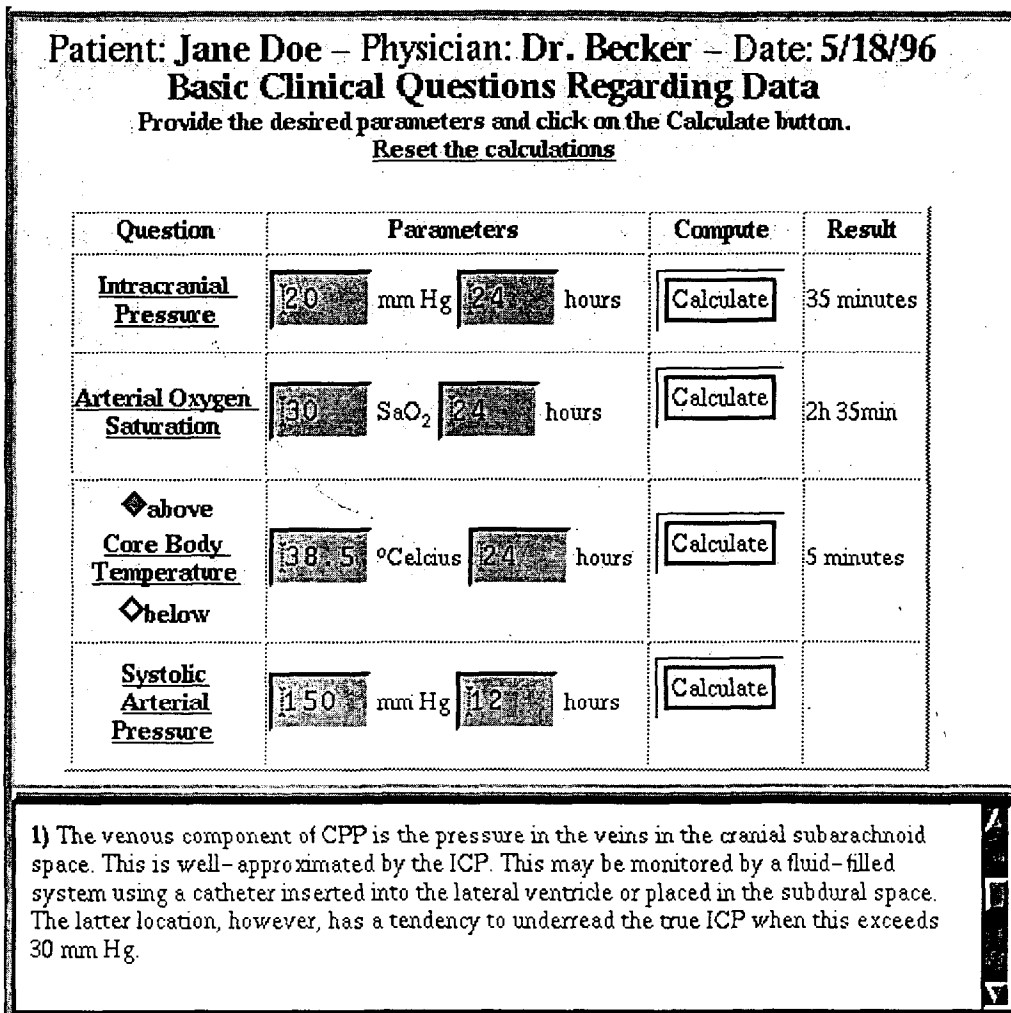 Patient: Jane Doe – Physician: Dr. Becker – Date: 5/18/96
Basic Clinical Questions Regarding Data
Provide the desired parameters and click on the Calculate button.
Reset the calculations
Question Parameters Compute Result
Intracranial
Pressure
20 mm Hg 24 hours Calculate 35 minutes
Arterial Oxygen
Saturation
30 SaO₂ 24 hours Calculate 2h 35min
above
Core Body
Temperature
below
38.5 ºCelcius 24 hours Calculate 5 minutes
Systolic
Arterial
Pressure
150 mm Hg 12 hours Calculate
1) The venous component of CPP is the pressure in the veins in the cranial subarachnoid
space. This is well-approximated by the ICP. This may be monitored by a fluid-filled
system using a catheter inserted into the lateral ventricle or placed in the subdural space.
The latter location, however, has a tendency to underread the true ICP when this exceeds
30 mm Hg.